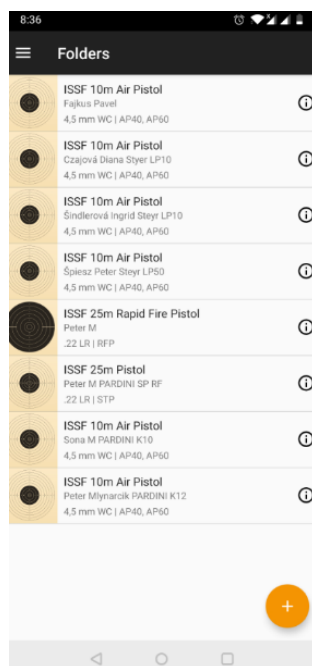 8:36
Folders
ISSF 10m Air Pistol
Fajkus Pavel
4,5 mm WC | AP40, AP60
ISSF 10m Air Pistol
Czajová Diana Styer LP10
4,5 mm WC | AP40, AP60
ISSF 10m Air Pistol
Šindlerová Ingrid Steyr LP10
4,5 mm WC | AP40, AP60
ISSF 10m Air Pistol
Špiesz Peter Steyr LP50
4,5 mm WC | AP40, AP60
ISSF 25m Rapid Fire Pistol
Peter M
.22 LR | RFP
ISSF 25m Pistol
Peter M PARDINI SP RF
.22 LR | STP
ISSF 10m Air Pistol
Sona M PARDINI K10
4,5 mm WC | AP40, AP60
ISSF 10m Air Pistol
Peter Mlynarcik PARDINI K12
4,5 mm WC | AP40, AP60